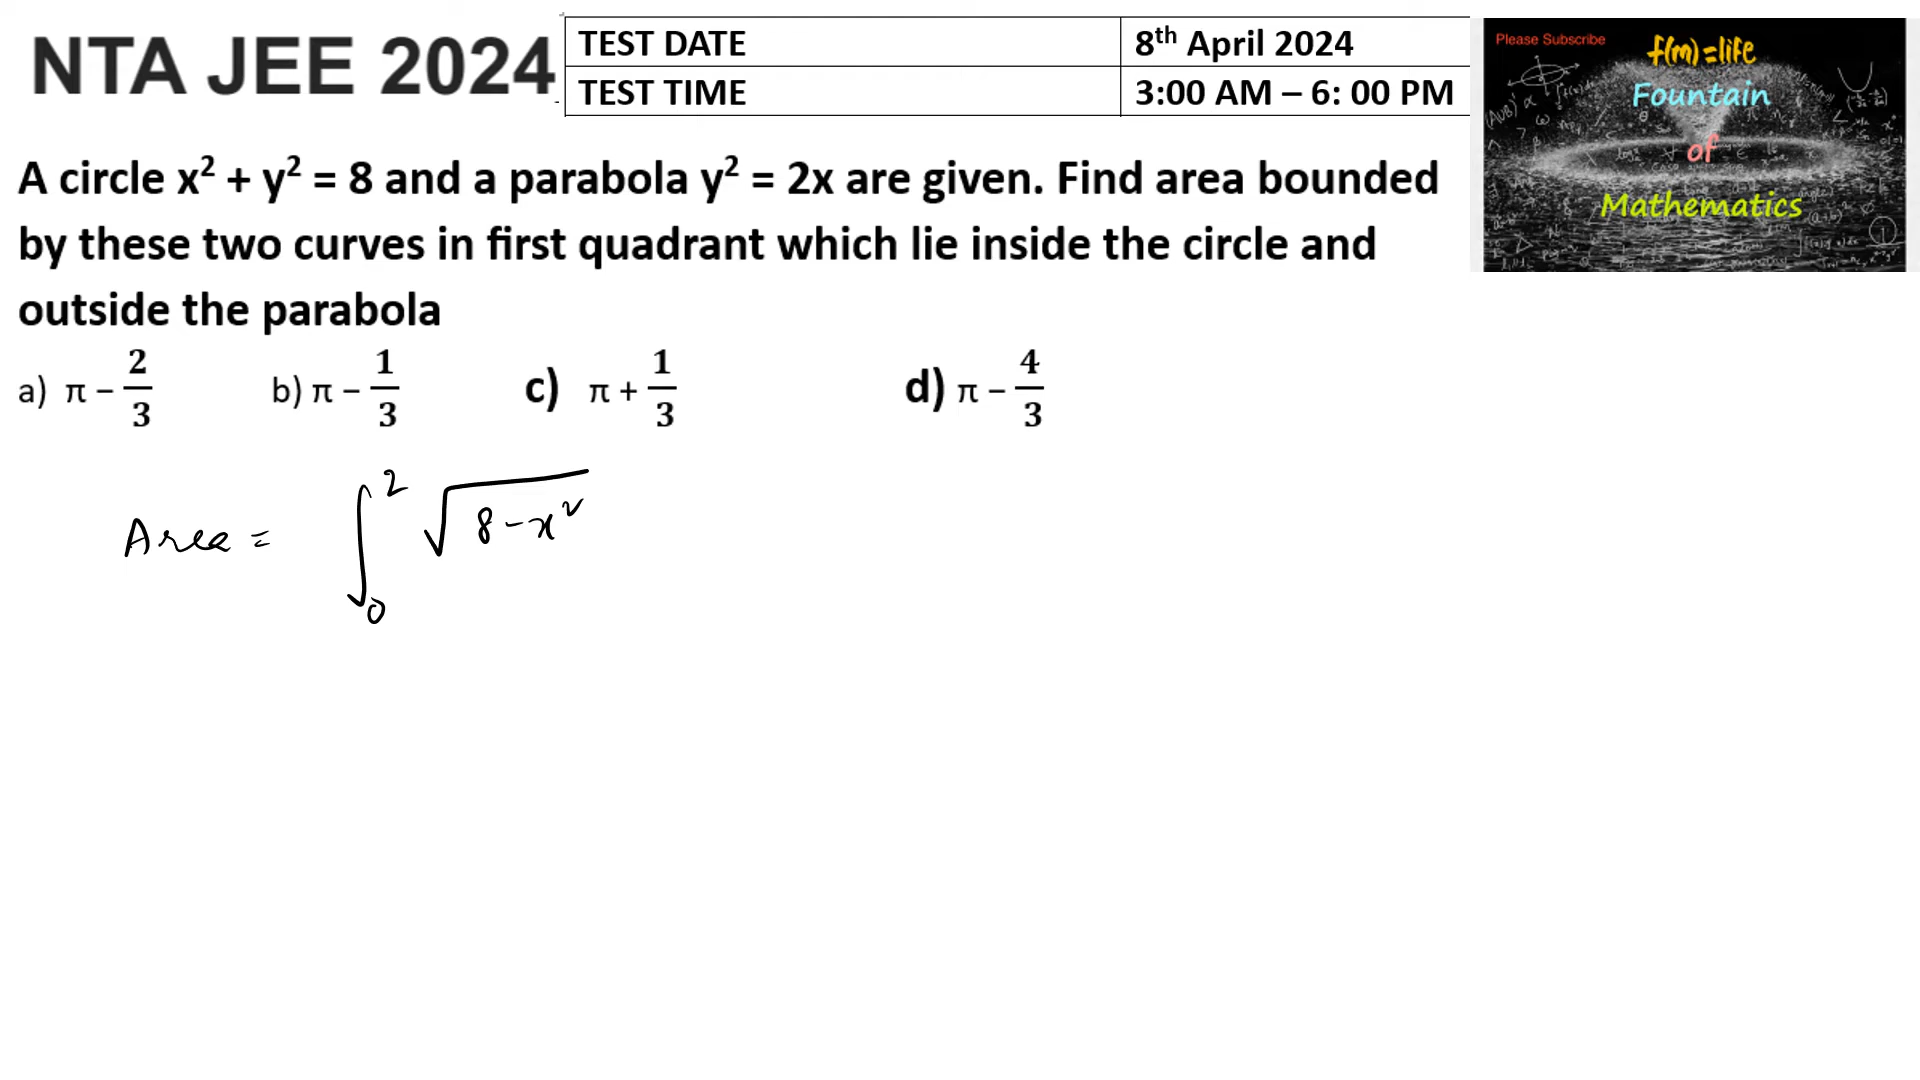 NTA JEE 2024
TEST DATE 8th April 2024
TEST TIME 3:00 AM – 6: 00 PM
Please Subscribe
f(m)=life
Fountain
of
Mathematics
A circle x² + y² = 8 and a parabola y² = 2x are given. Find area bounded
by these two curves in first quadrant which lie inside the circle and
outside the parabola
a) π – 2/3 b) π – 1/3 c) π + 1/3 d) π – 4/3
Area = ∫₀² √(8-x²)